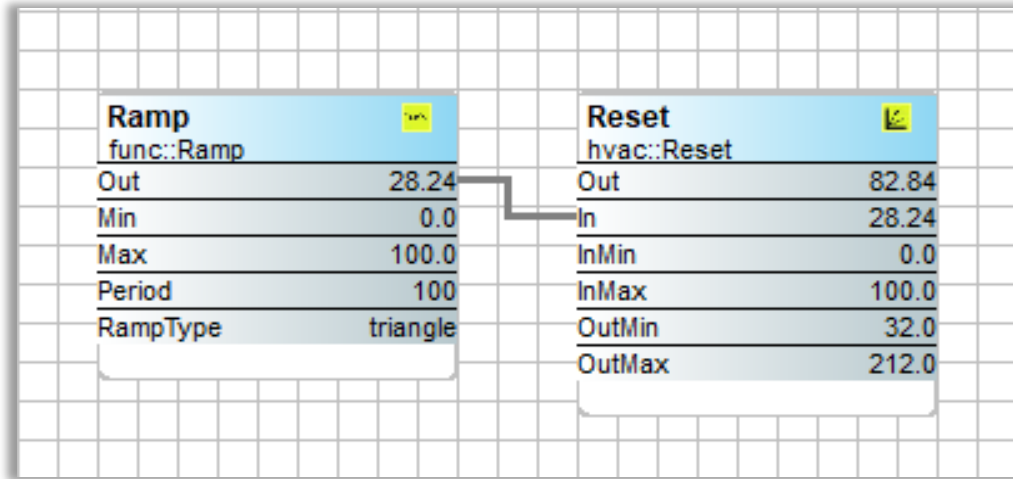 Ramp
func::Ramp
Out 28.24
Min 0.0
Max 100.0
Period 100
RampType triangle
Reset
hvac::Reset
Out 82.84
In 28.24
InMin 0.0
InMax 100.0
OutMin 32.0
OutMax 212.0